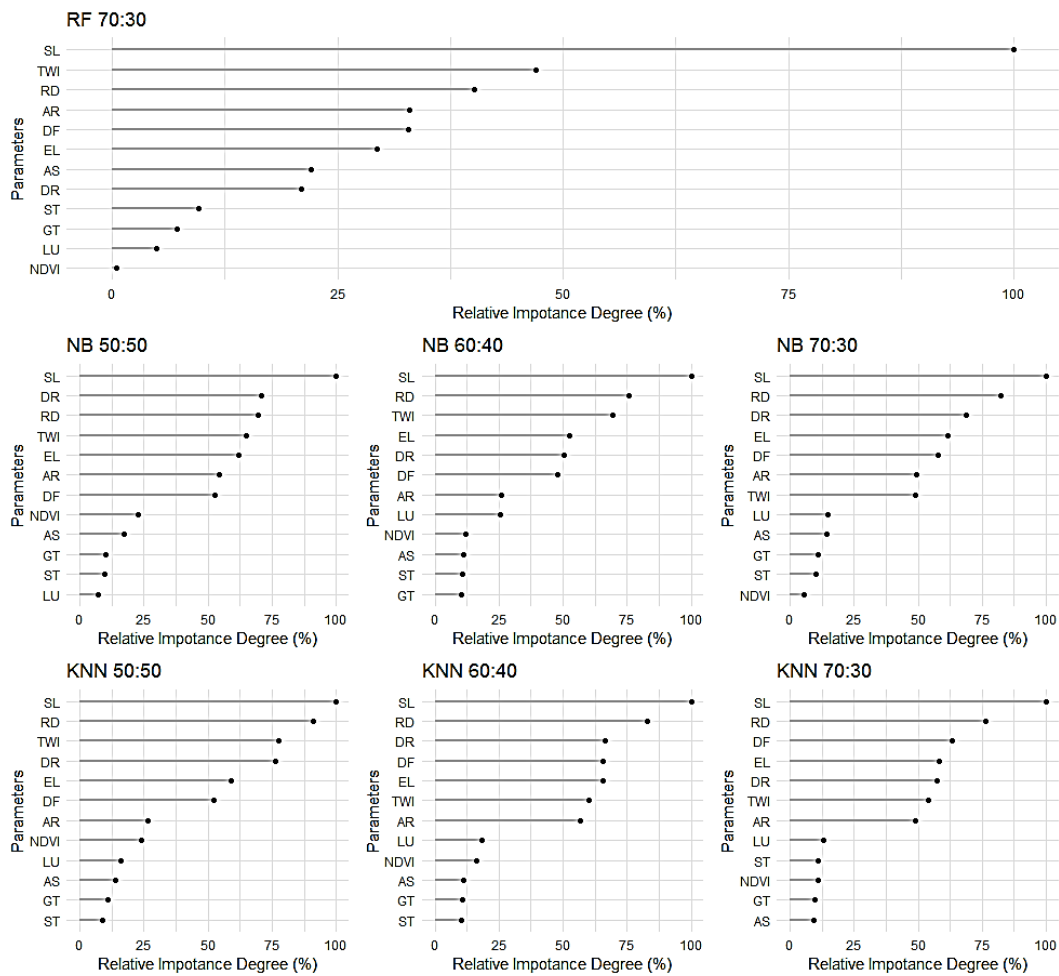 RF 70:30
Parameters
SL
TWI
RD
AR
DF
EL
AS
DR
ST
GT
LU
NDVI
0 25 50 75 100
Relative Impotance Degree (%)
NB 50:50
Parameters
SL
DR
RD
TWI
EL
AR
DF
NDVI
AS
GT
ST
LU
0 25 50 75 100
Relative Impotance Degree (%)
NB 60:40
Parameters
SL
RD
TWI
EL
DR
DF
AR
LU
NDVI
AS
ST
GT
0 25 50 75 100
Relative Impotance Degree (%)
NB 70:30
Parameters
SL
RD
DR
EL
DF
AR
TWI
LU
AS
GT
ST
NDVI
0 25 50 75 100
Relative Impotance Degree (%)
KNN 50:50
Parameters
SL
RD
TWI
DR
EL
DF
AR
NDVI
LU
AS
GT
ST
0 25 50 75 100
Relative Impotance Degree (%)
KNN 60:40
Parameters
SL
RD
DR
DF
EL
TWI
AR
LU
NDVI
AS
GT
ST
0 25 50 75 100
Relative Impotance Degree (%)
KNN 70:30
Parameters
SL
RD
DF
EL
DR
TWI
AR
LU
ST
NDVI
GT
AS
0 25 50 75 100
Relative Impotance Degree (%)